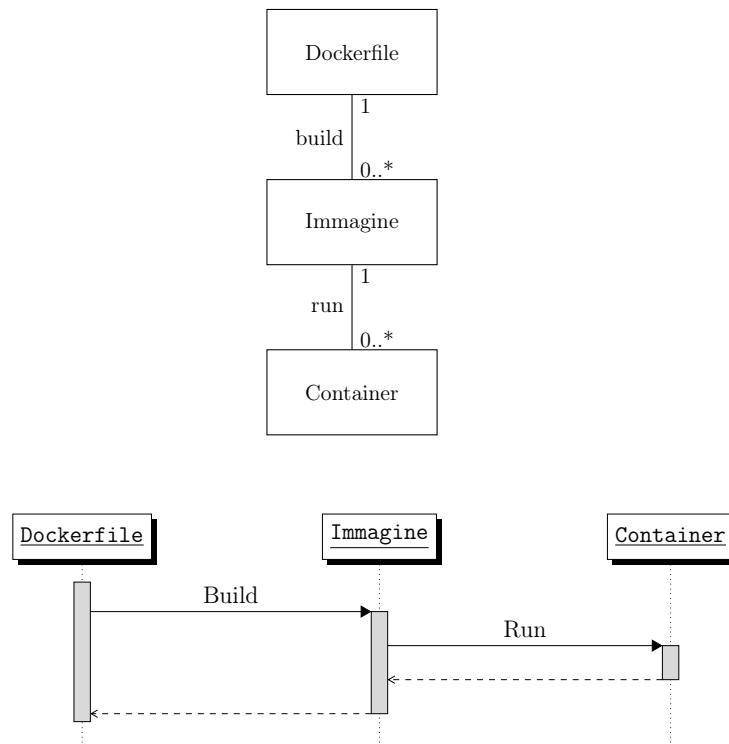 Dockerfile
1
build
0..*
Immagine
1
run
0..*
Container
Dockerfile
Immagine
Container
Build
Run